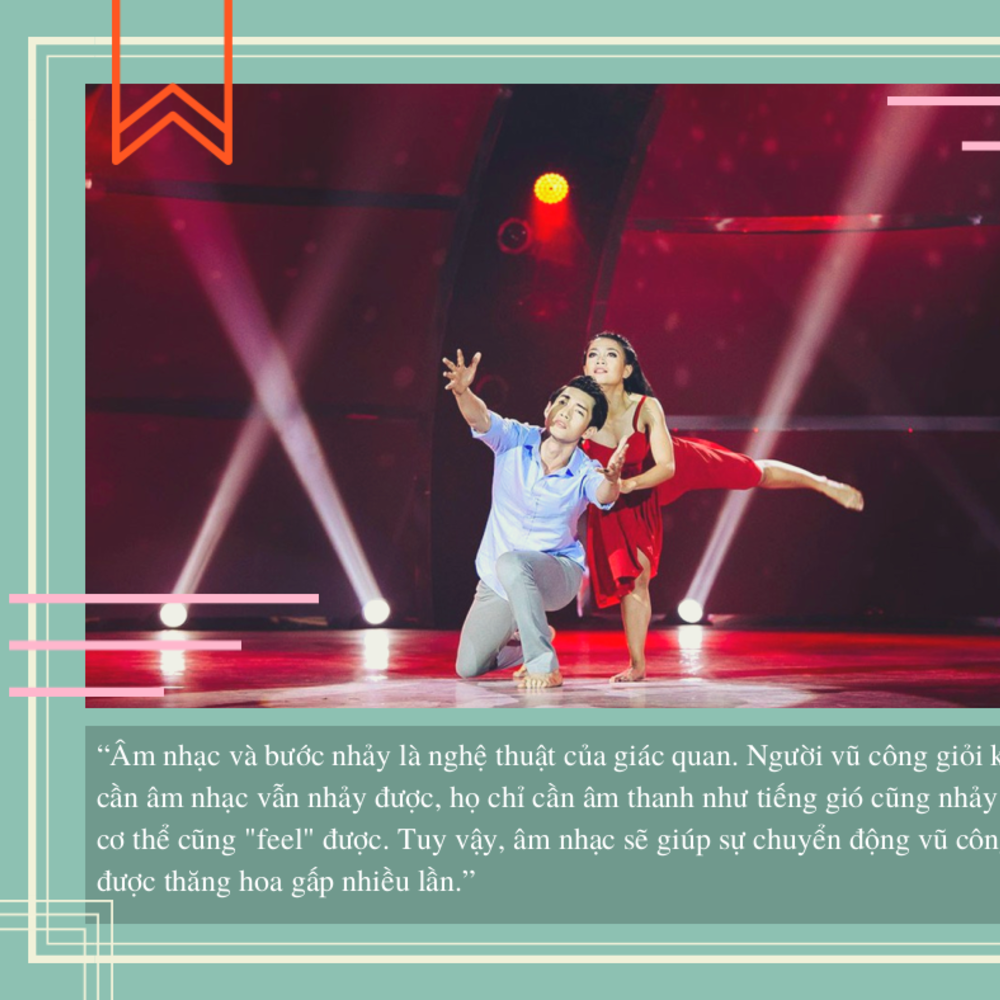 “Âm nhạc và bước nhảy là nghệ thuật của giác quan. Người vũ công giỏi
cần âm nhạc vẫn nhảy được, họ chỉ cần âm thanh như tiếng gió cũng nhảy
cơ thể cũng "feel" được. Tuy vậy, âm nhạc sẽ giúp sự chuyển động vũ
được thăng hoa gấp nhiều lần.”